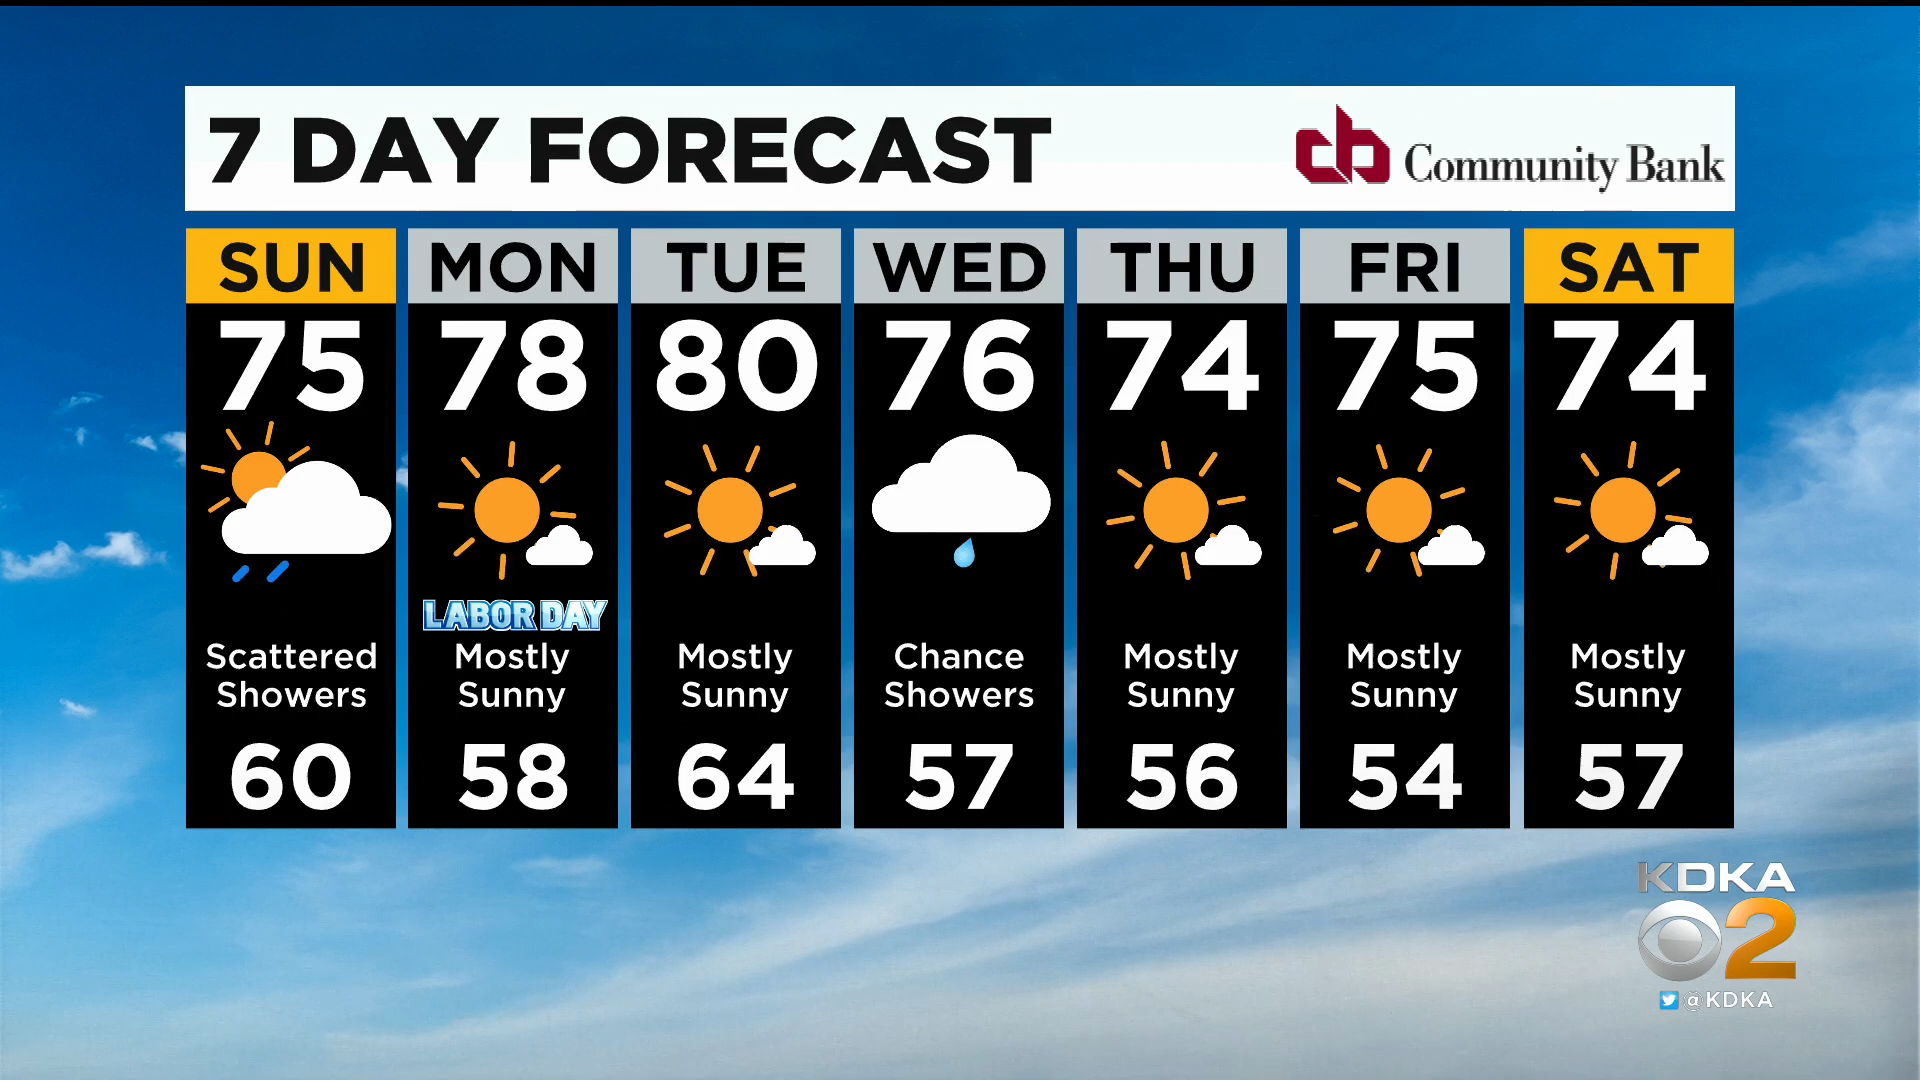 7 DAY FORECAST
cb Community Bank
SUN MON TUE WED THU FRI SAT
75 78 80 76 74 75 74
LABOR DAY
Scattered Mostly Mostly Chance Mostly Mostly Mostly
Showers Sunny Sunny Showers Sunny Sunny Sunny
60 58 64 57 56 54 57
KDKA
2
@KDKA